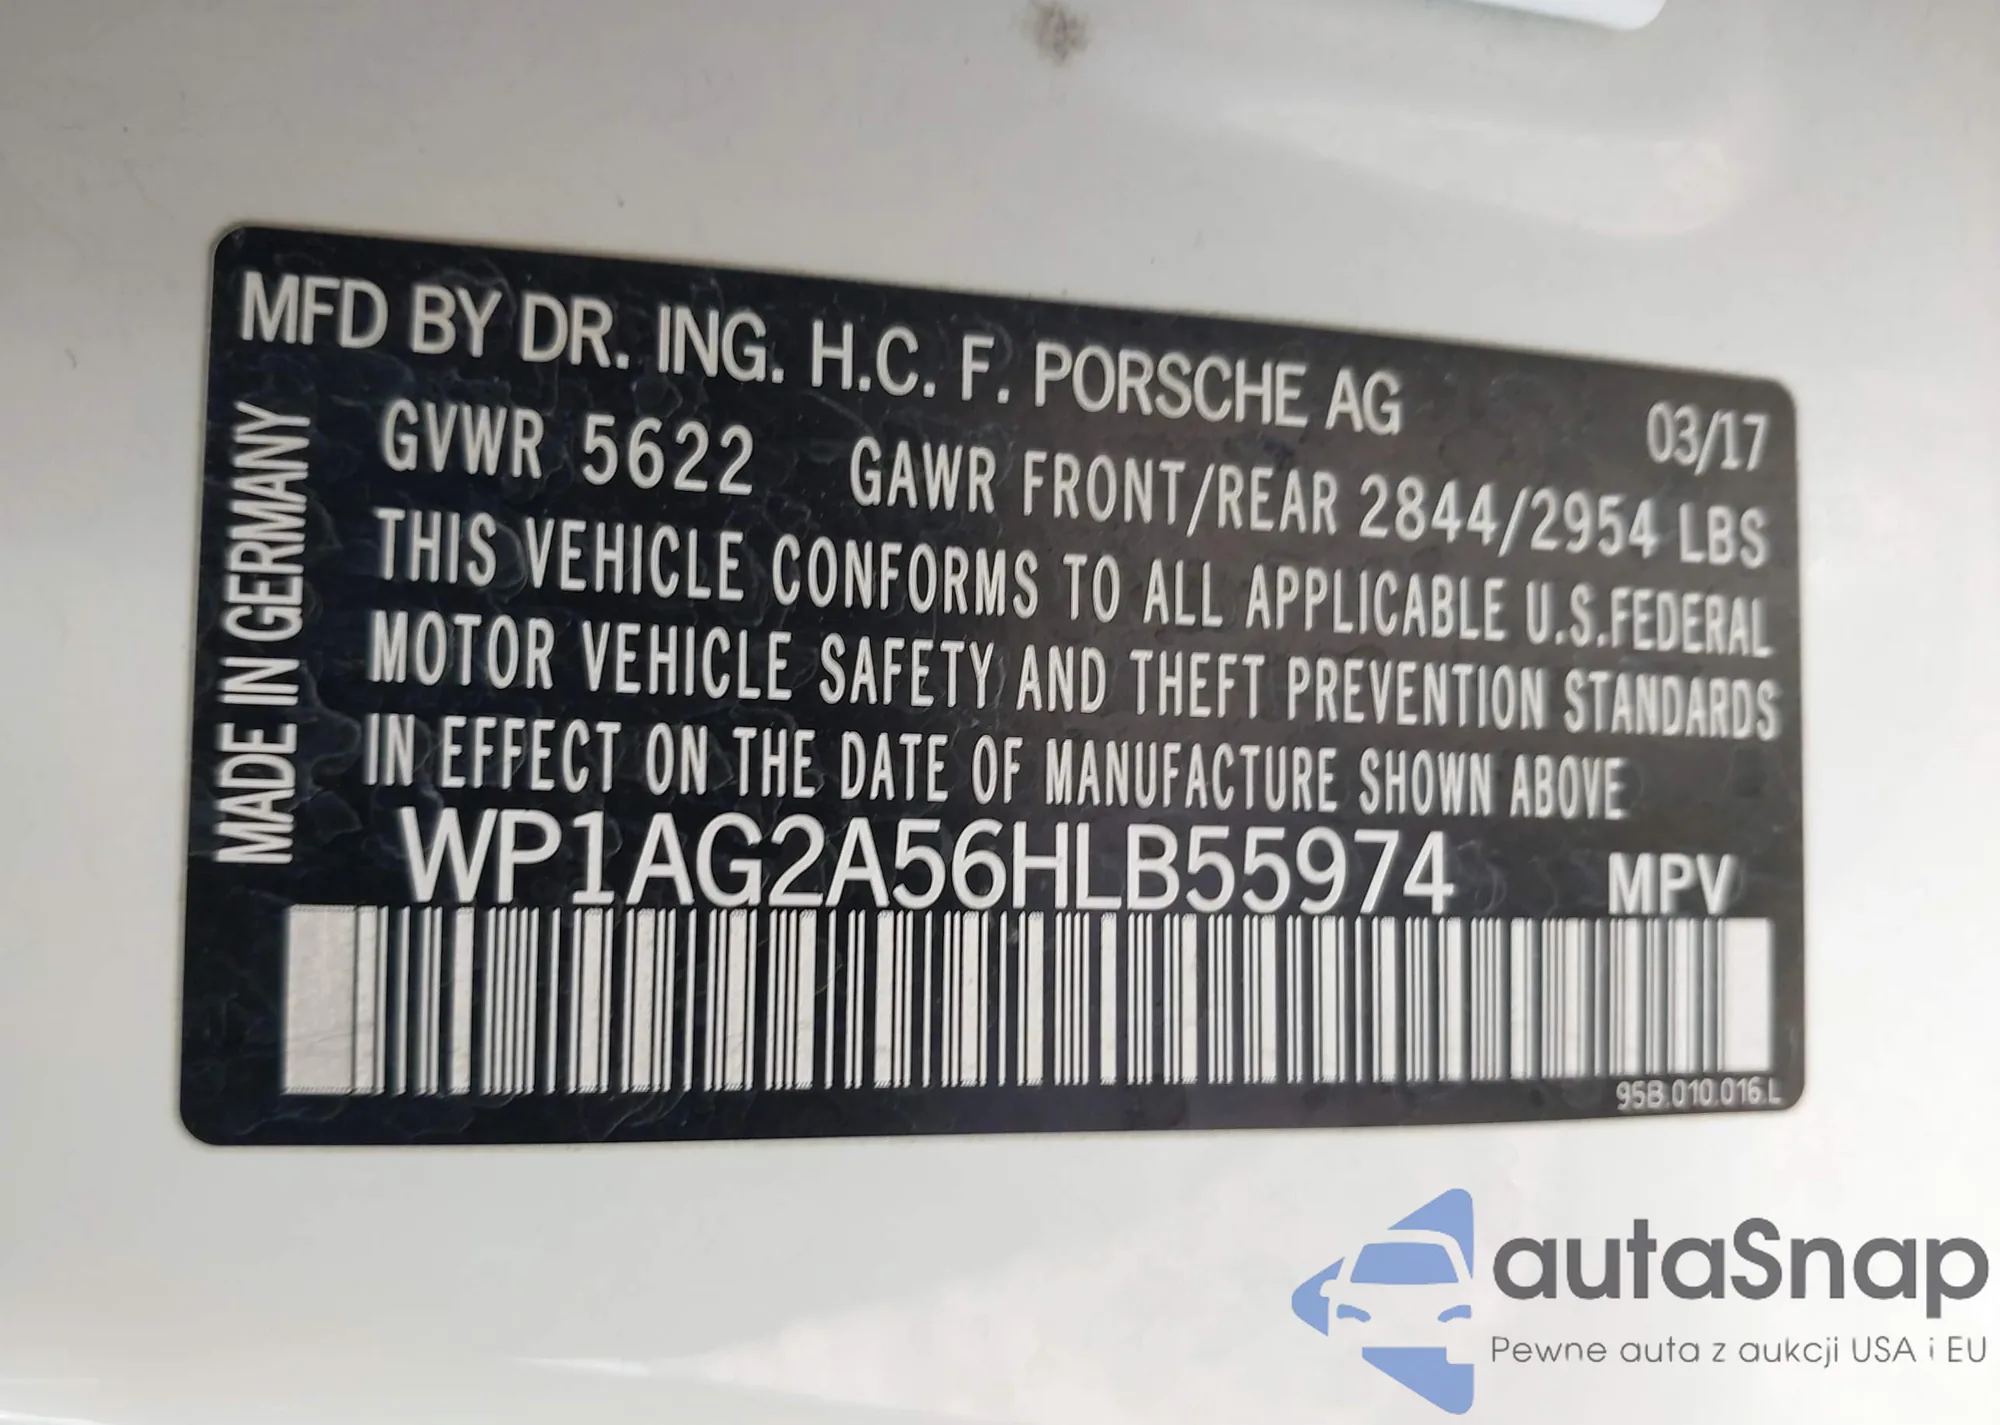 MFD BY DR. ING. H.C. F. PORSCHE AG
03/17
GVWR 5622 GAWR FRONT/REAR 2844/2954 LBS
THIS VEHICLE CONFORMS TO ALL APPLICABLE U.S.FEDERAL
MOTOR VEHICLE SAFETY AND THEFT PREVENTION STANDARDS
IN EFFECT ON THE DATE OF MANUFACTURE SHOWN ABOVE
WP1AG2A56HLB55974 MPV
95B.010.016.L
MADE IN GERMANY
autaSnap
Pewne auta z aukcji USA i EU